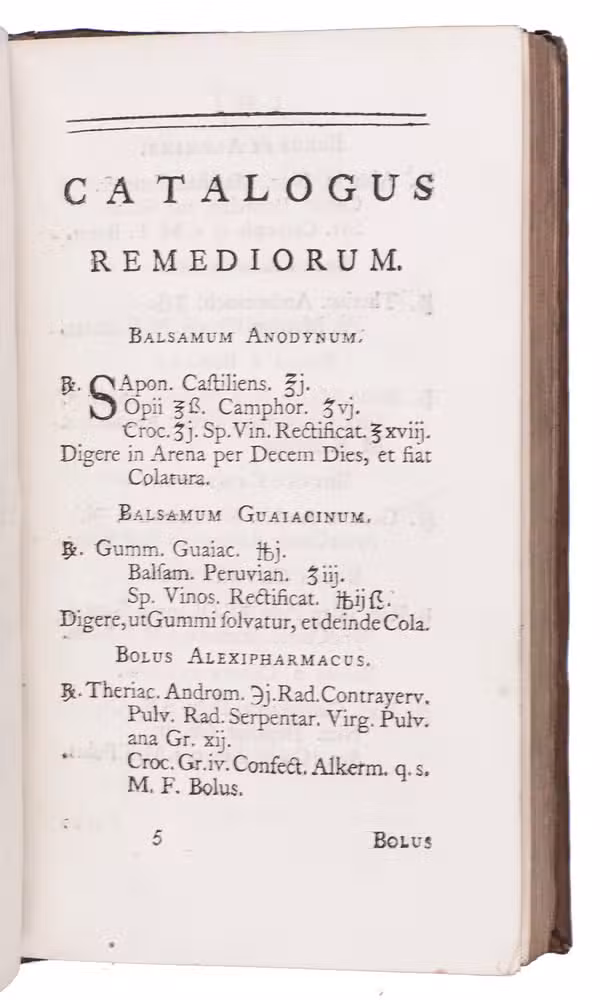 CATALOGUS
REMEDIORUM.
BALSAMUM ANODYNUM.
℞. SApon. Caſtilienſ. ℥j.
Opii ℥ß. Camphor. ʒvj.
Croc. ʒj. Sp. Vin. Rectificat. ℥xviij.
Digere in Arena per Decem Dies, et fiat
Colatura.
BALSAMUM GUAIACINUM.
℞. Gumm. Guaiac. ℔j.
Balſam. Peruvian. ʒiij.
Sp. Vinos. Rectificat. ℔ijß.
Digere, ut Gummi ſolvatur, et deinde Cola.
BOLUS ALEXIPHARMACUS.
℞. Theriac. Androm. ℈j. Rad. Contrayerv.
Pulv. Rad. Serpentar. Virg. Pulv.
ana Gr. xij.
Croc. Gr. iv. Confect. Alkerm. q. s.
M. F. Bolus.
5 BOLUS